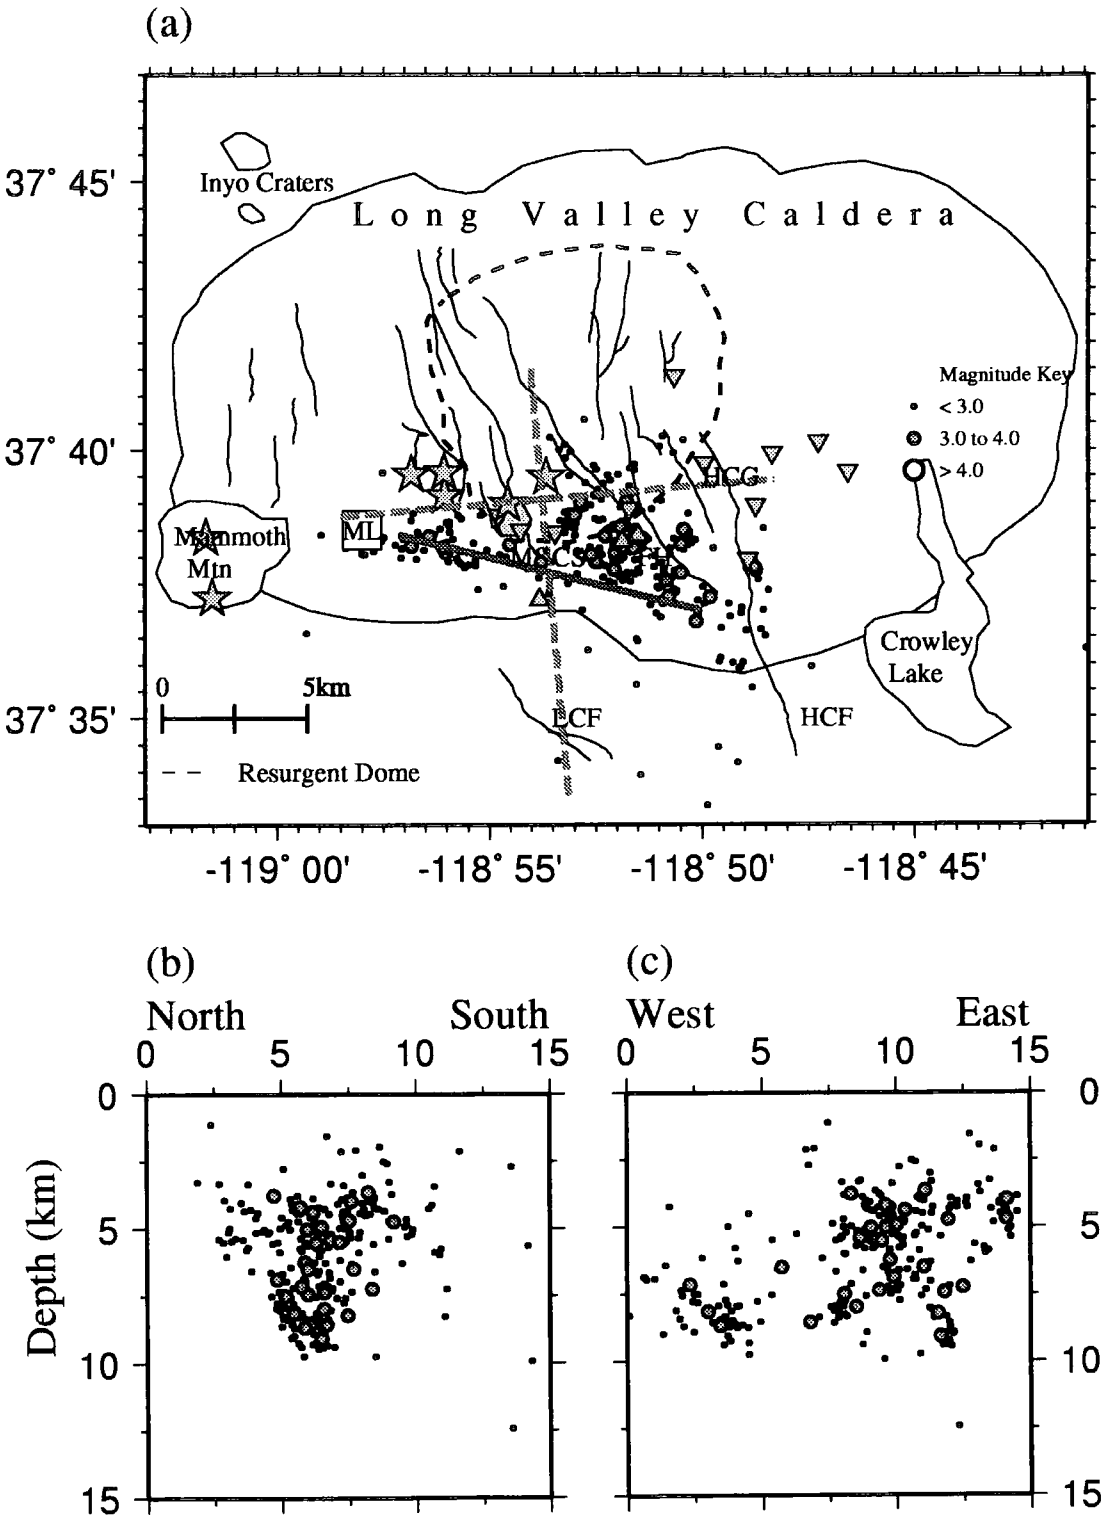 (a)
37° 45'
Inyo Craters
Long Valley Caldera
Magnitude Key
< 3.0
3.0 to 4.0
> 4.0
37° 40'
HCG
ML
Mammoth
Mtn
MS CS FH
Crowley
Lake
0 5km
37° 35'
LCF
HCF
Resurgent Dome
-119° 00' -118° 55' -118° 50' -118° 45'
(b) (c)
North South West East
0 5 10 15 0 5 10 15
0 0
5 5
10 10
15 15
Depth (km)